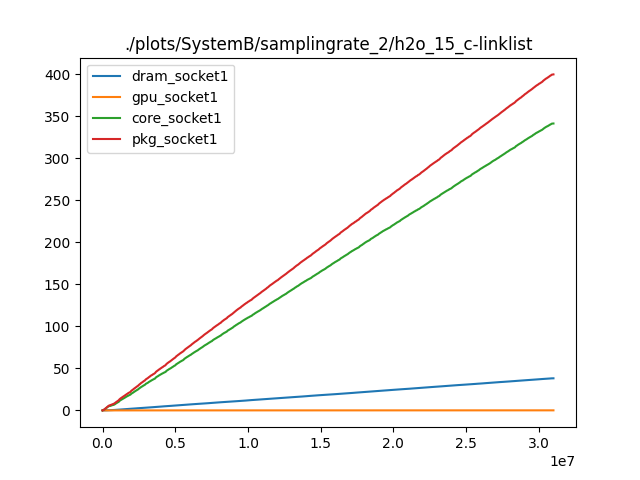 ./plots/SystemB/samplingrate_2/h2o_15_c-linklist
dram_socket1
gpu_socket1
core_socket1
pkg_socket1
400
350
300
250
200
150
100
50
0
0.0 0.5 1.0 1.5 2.0 2.5 3.0
1e7